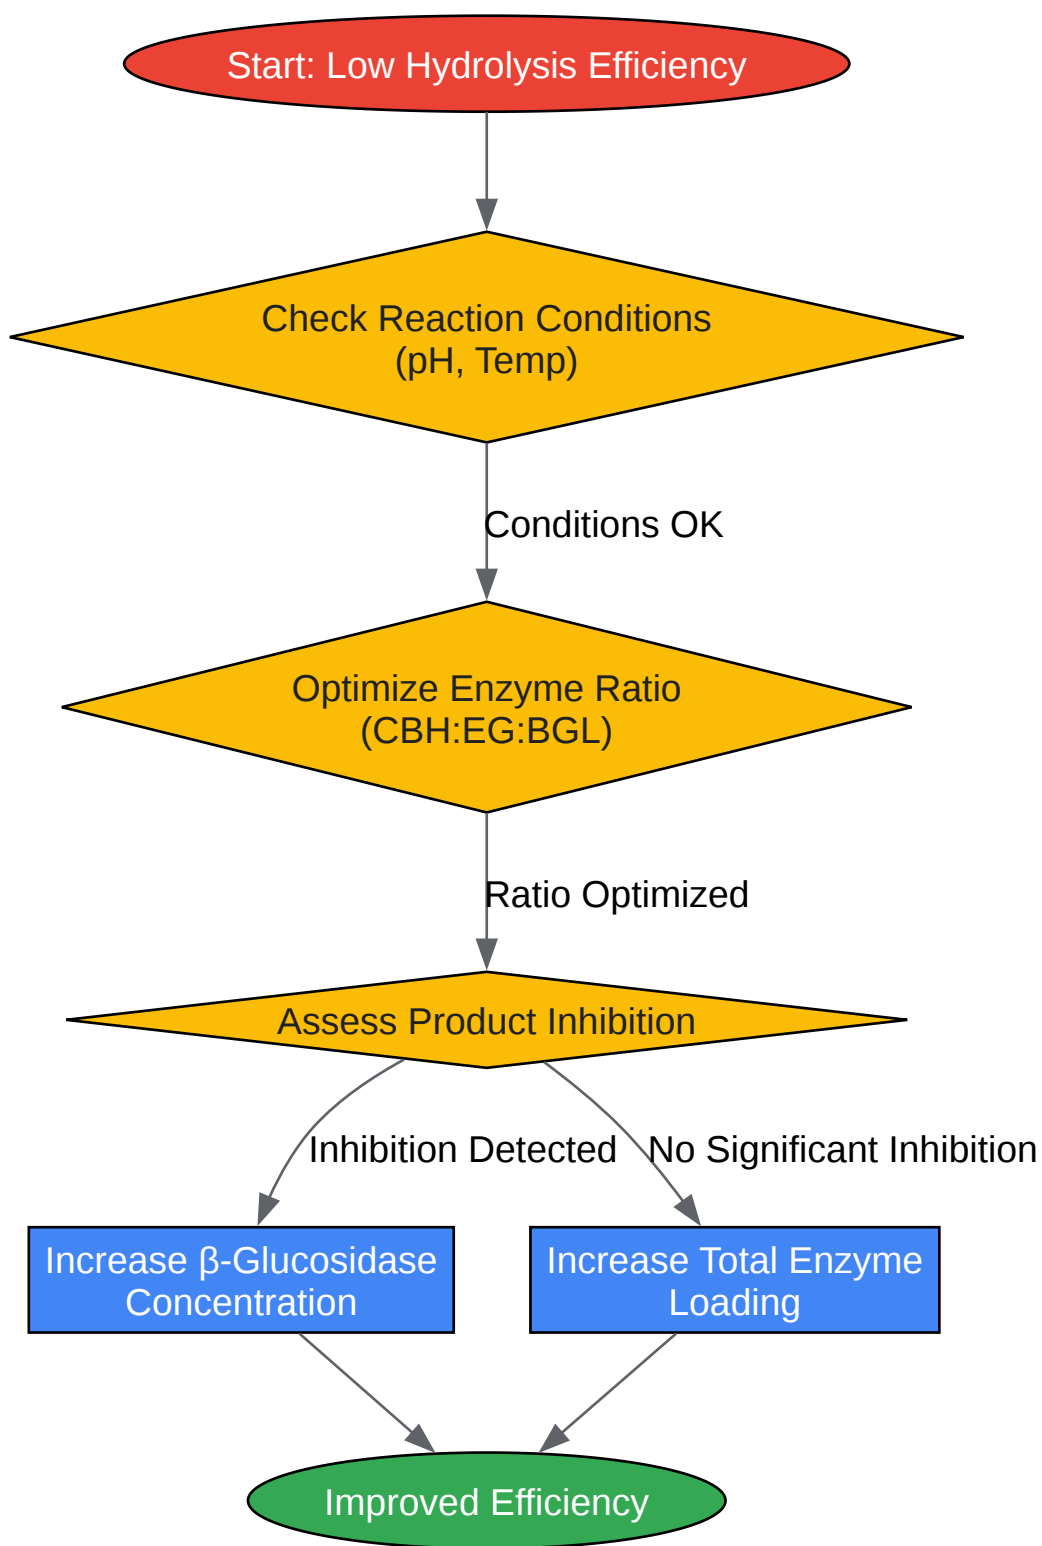 Start: Low Hydrolysis Efficiency
Check Reaction Conditions
(pH, Temp)
Conditions OK
Optimize Enzyme Ratio
(CBH:EG:BGL)
Ratio Optimized
Assess Product Inhibition
Inhibition Detected
No Significant Inhibition
Increase β-Glucosidase
Concentration
Increase Total Enzyme
Loading
Improved Efficiency